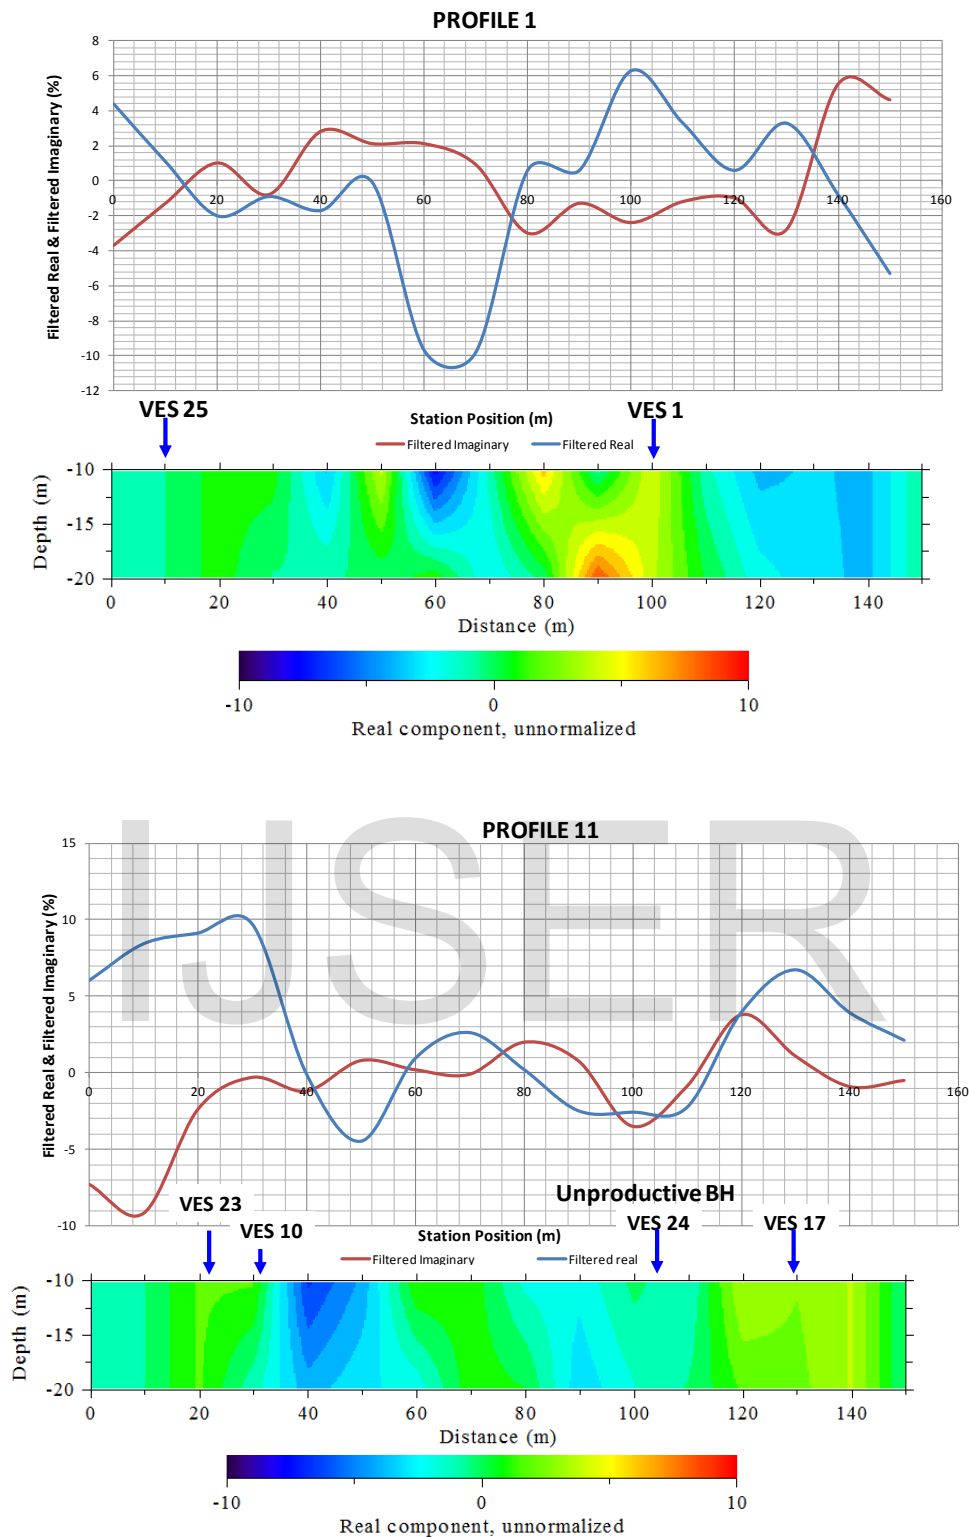 PROFILE 1
Filtered Real & Filtered Imaginary (%)
8
6
4
2
0
-2
-4
-6
-8
-10
-12
0 20 40 60 80 100 120 140 160
VES 25
Station Position (m)
VES 1
Filtered Imaginary Filtered Real
Depth (m)
-10
-15
-20
0 20 40 60 80 100 120 140
Distance (m)
-10 0 10
Real component, unnormalized
IJSER
PROFILE 11
Filtered Real & Filtered Imaginary (%)
15
10
5
0
-5
-10
0 20 40 60 80 100 120 140 160
VES 23
VES 10
Unproductive BH
VES 24
VES 17
Station Position (m)
Filtered Imaginary Filtered real
Depth (m)
-10
-15
-20
0 20 40 60 80 100 120 140
Distance (m)
-10 0 10
Real component, unnormalized